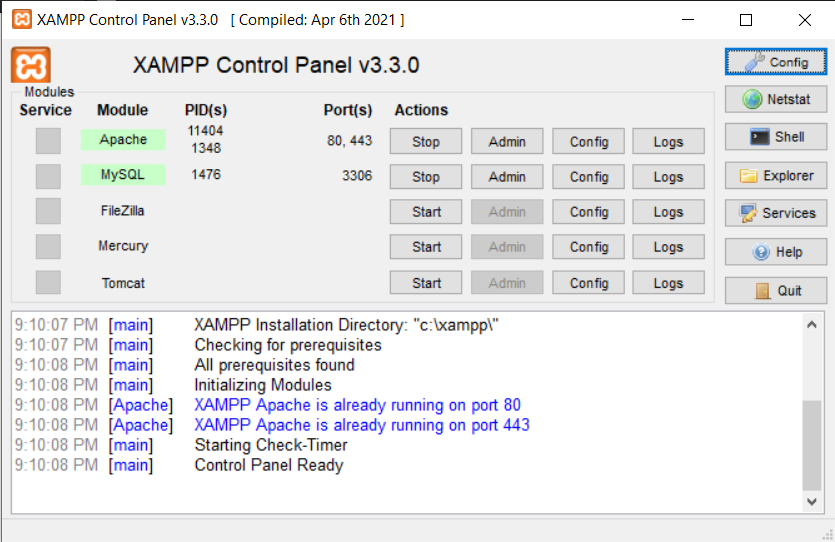 XAMPP Control Panel v3.3.0 [ Compiled: Apr 6th 2021 ]
XAMPP Control Panel v3.3.0
Config
Modules
Service Module PID(s) Port(s) Actions
Netstat
Apache 11404 1348 80, 443 Stop Admin Config Logs
Shell
MySQL 1476 3306 Stop Admin Config Logs
Explorer
FileZilla Start Admin Config Logs
Services
Mercury Start Admin Config Logs
Help
Tomcat Start Admin Config Logs
Quit
9:10:07 PM [main] XAMPP Installation Directory: "c:\xampp\"
9:10:07 PM [main] Checking for prerequisites
9:10:08 PM [main] All prerequisites found
9:10:08 PM [main] Initializing Modules
9:10:08 PM [Apache] XAMPP Apache is already running on port 80
9:10:08 PM [Apache] XAMPP Apache is already running on port 443
9:10:08 PM [main] Starting Check-Timer
9:10:08 PM [main] Control Panel Ready